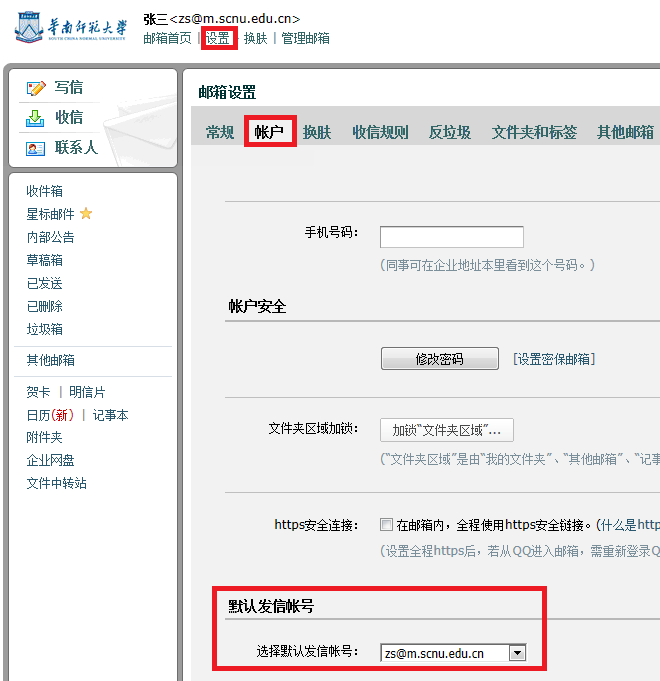 华南师范大学
SOUTH CHINA NORMAL UNIVERSITY
张三<zs@m.scnu.edu.cn>
邮箱首页 | 设置 - 换肤 | 管理邮箱
写信
收信
联系人
收件箱
星标邮件
内部公告
草稿箱
已发送
已删除
垃圾箱
其他邮箱
贺卡 | 明信片
日历(新) | 记事本
附件夹
企业网盘
文件中转站
邮箱设置
常规 帐户 换肤 收信规则 反垃圾 文件夹和标签 其他邮箱
手机号码：
(同事可在企业地址本里看到这个号码。)
帐户安全
修改密码 [设置密保邮箱]
文件夹区域加锁： 加锁“文件夹区域”...
(“文件夹区域”是由“我的文件夹”、“其他邮箱”、“记事
https安全连接： 在邮箱内，全程使用https安全链接。(什么是http
(设置全程https后，若从QQ进入邮箱，需重新登录Q
默认发信帐号
选择默认发信帐号： zs@m.scnu.edu.cn